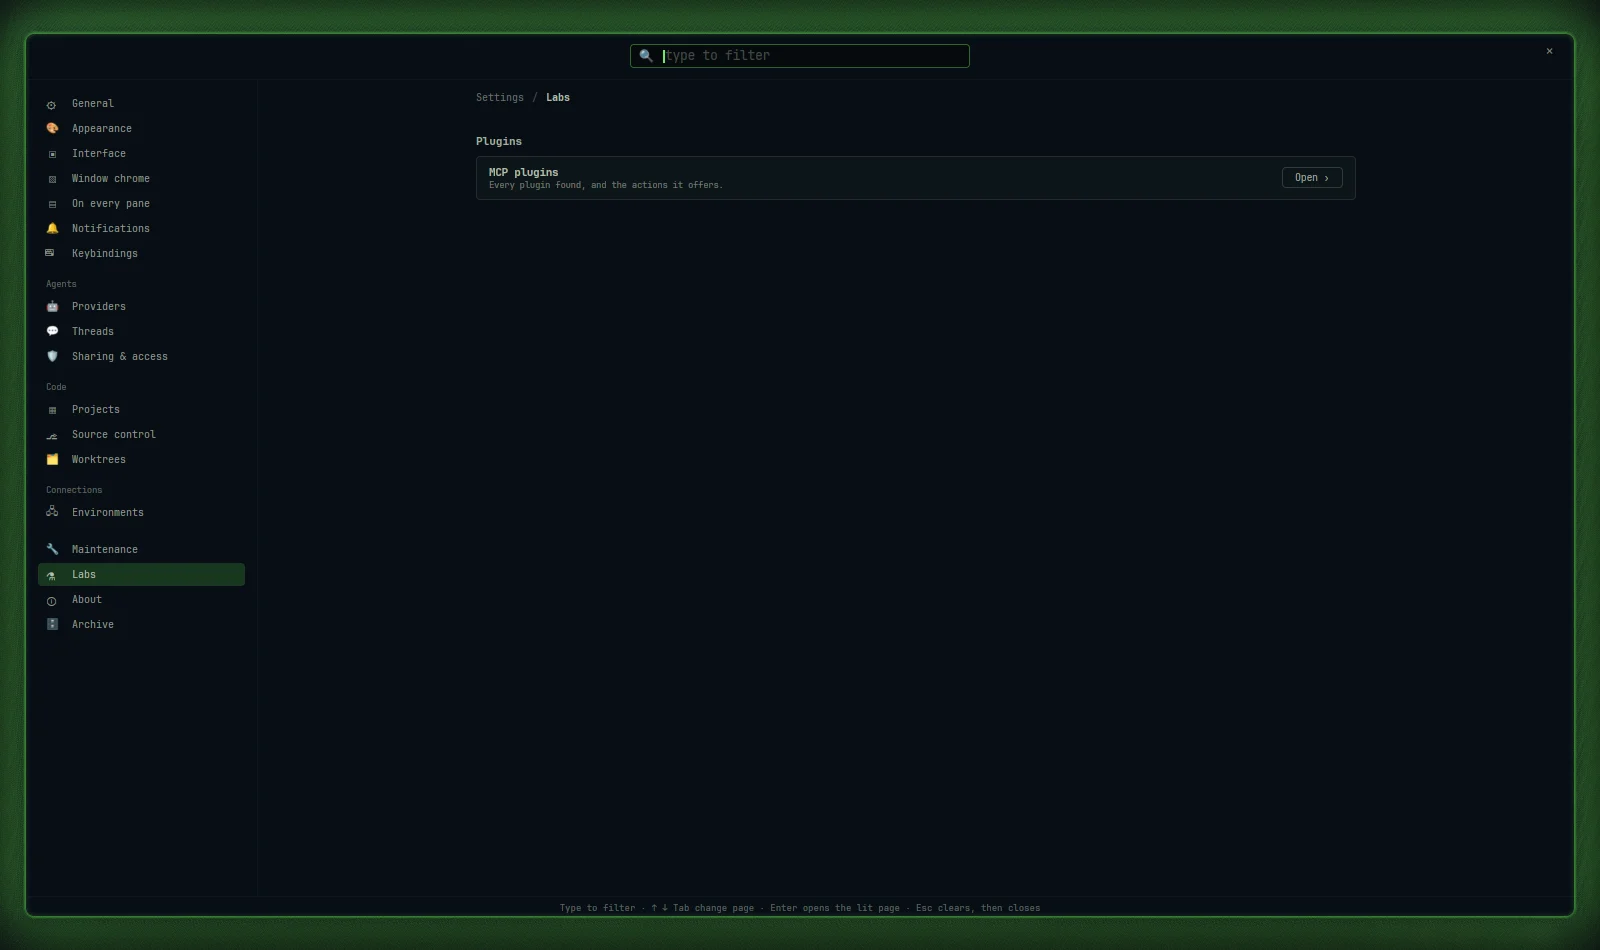 type to filter
×
General
Appearance
Interface
Window chrome
On every pane
Notifications
Keybindings
Agents
Providers
Threads
Sharing & access
Code
Projects
Source control
Worktrees
Connections
Environments
Maintenance
Labs
About
Archive
Settings / Labs
Plugins
MCP plugins
Every plugin found, and the actions it offers.
Open ›
Type to filter · ↑ ↓ Tab change page · Enter opens the lit page · Esc clears, then closes